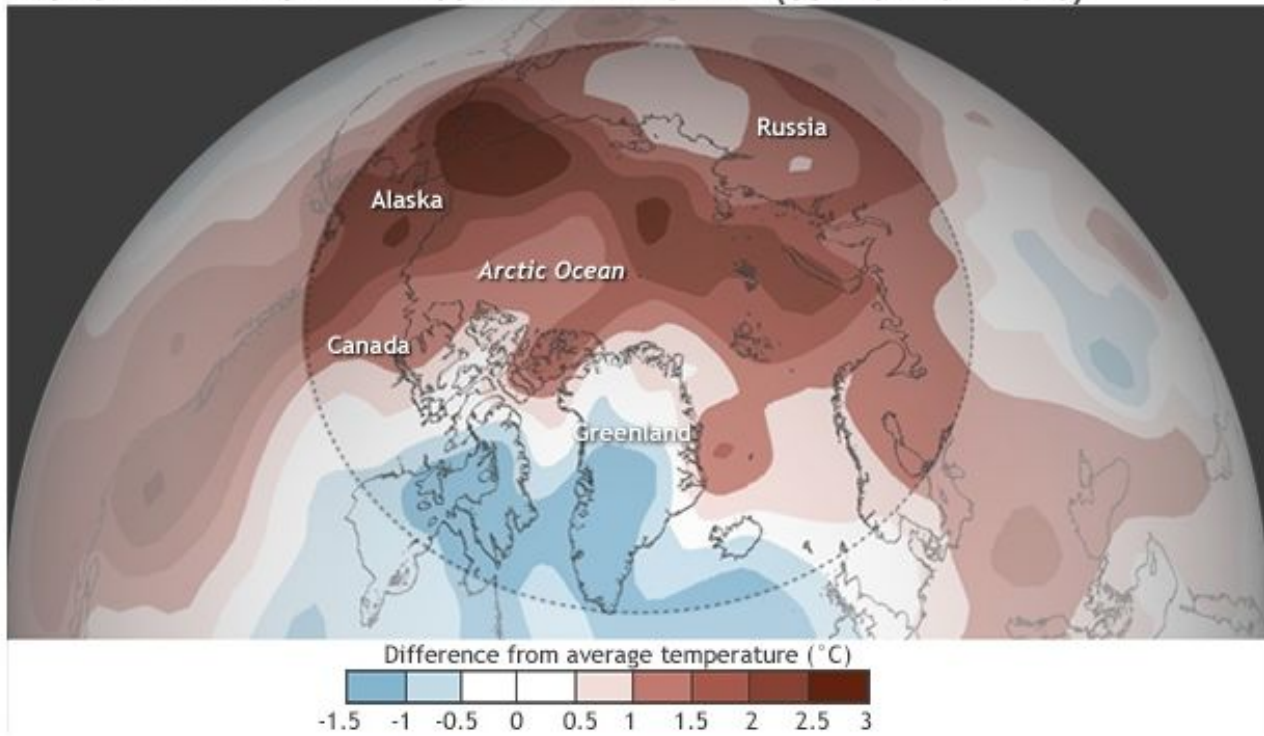 Russia
Alaska
Arctic Ocean
Canada
Greenland
Difference from average temperature (°C)
-1.5 -1 -0.5 0 0.5 1 1.5 2 2.5 3